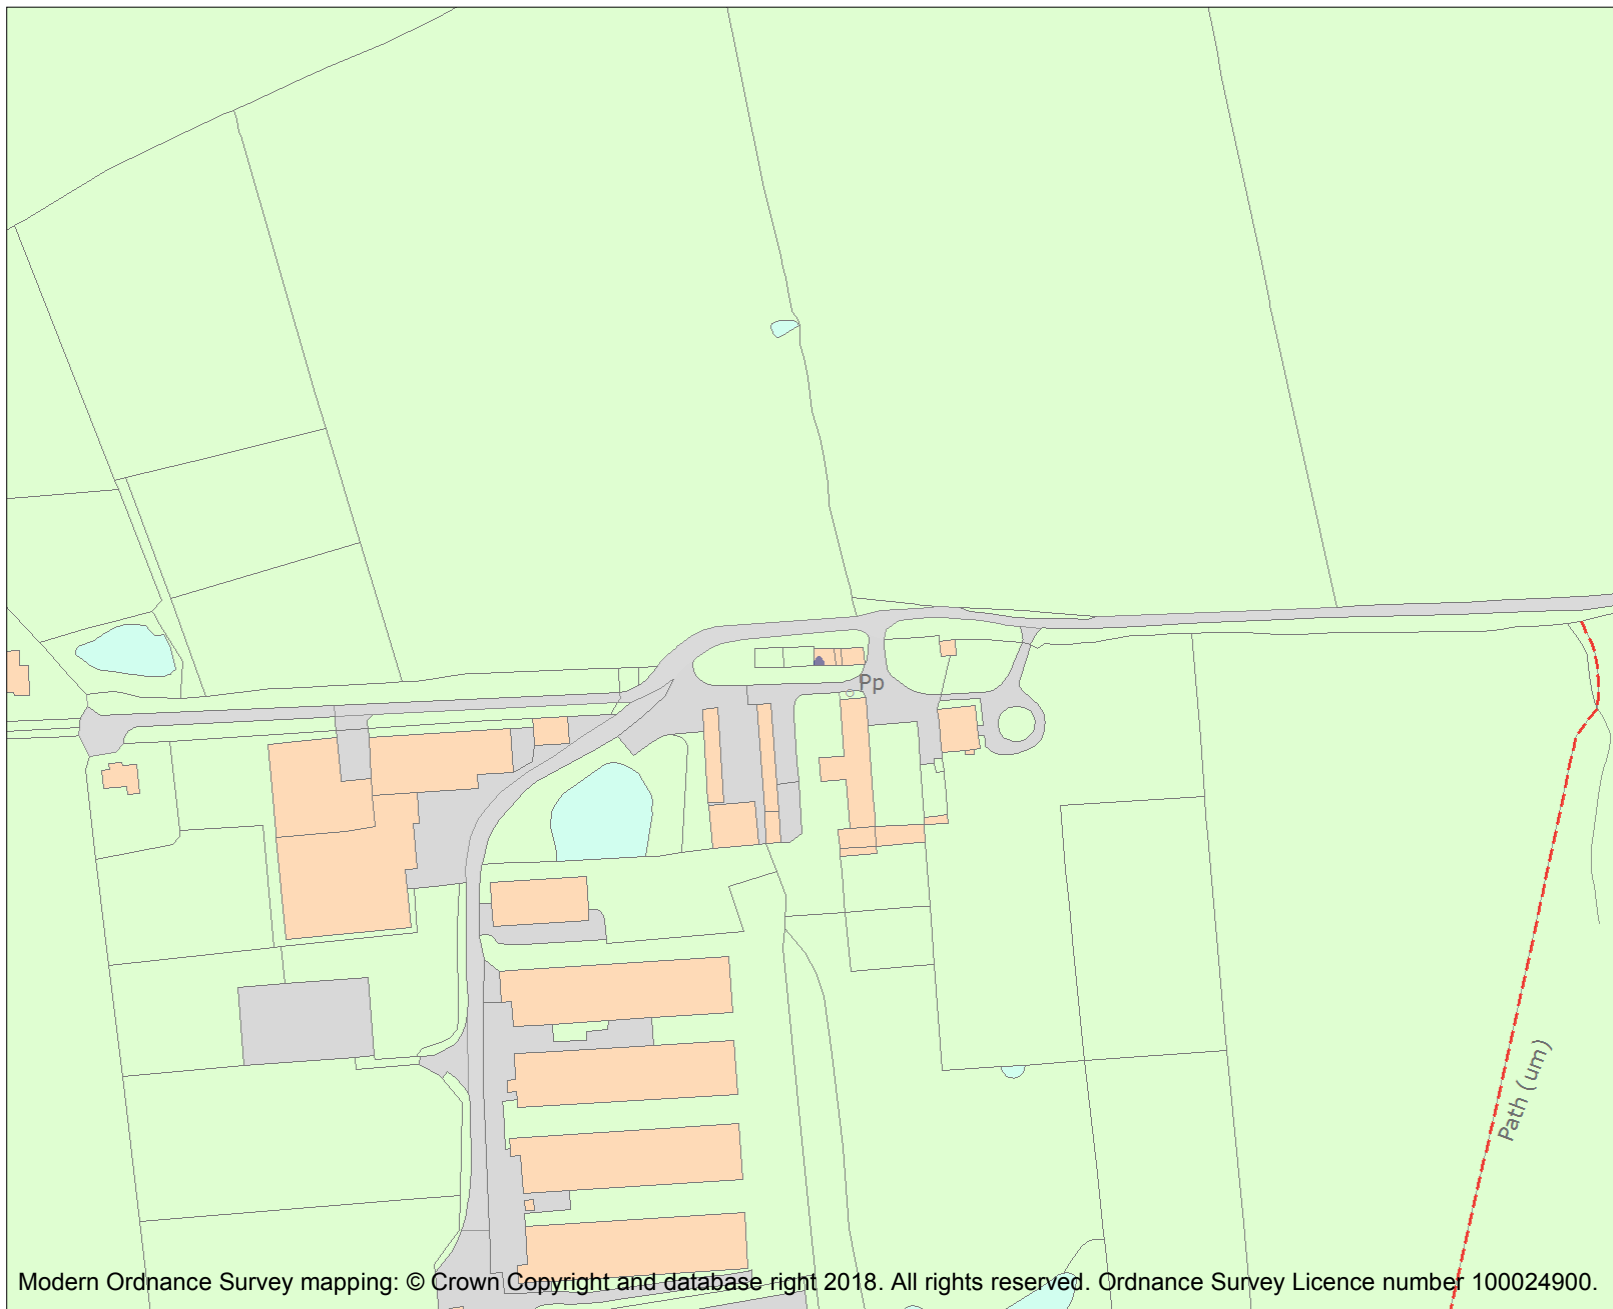 Pp
Path (um)
Modern Ordnance Survey mapping: © Crown Copyright and database right 2018. All rights reserved. Ordnance Survey Licence number 100024900.